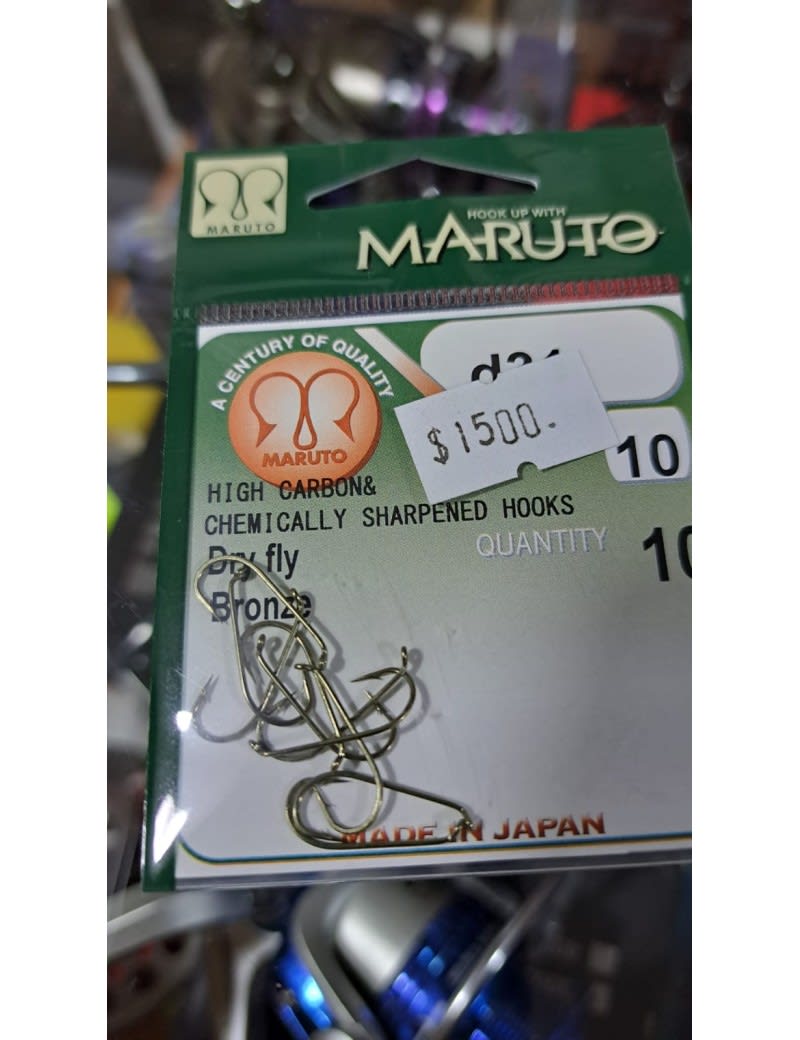 MARUTO
HOOK UP WITH
MARUTO
A CENTURY OF QUALITY
MARUTO
$1500.
10
HIGH CARBON&
CHEMICALLY SHARPENED HOOKS
QUANTITY 10
Dry fly
Bronze
MADE IN JAPAN